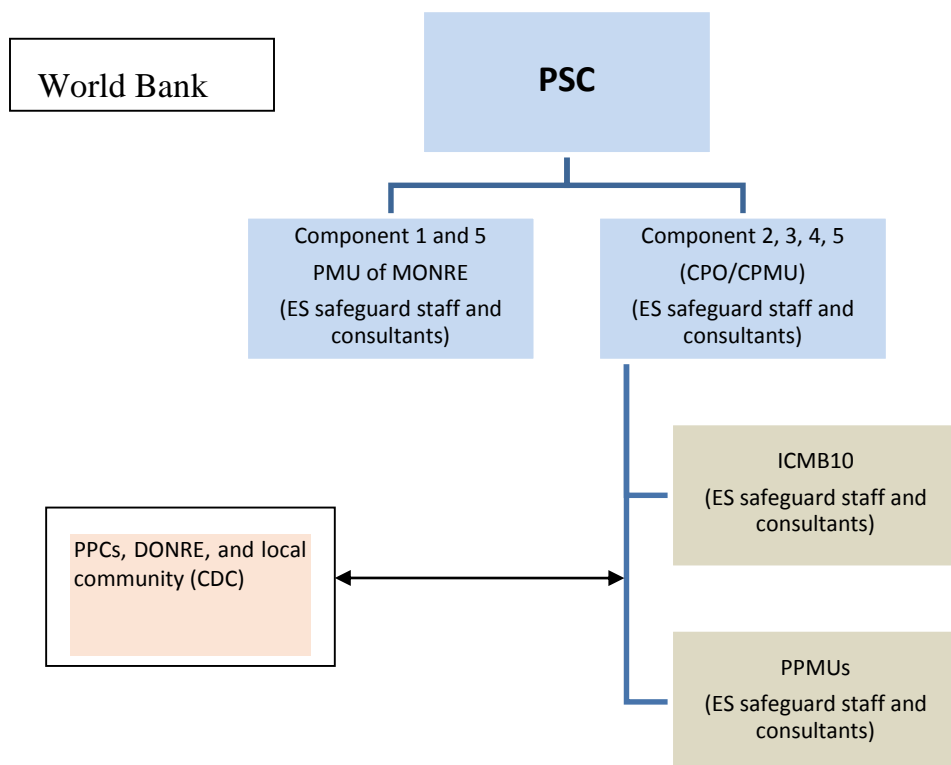 World Bank
PSC
Component 1 and 5
PMU of MONRE
(ES safeguard staff and
consultants)
Component 2, 3, 4, 5
(CPO/CPMU)
(ES safeguard staff and
consultants)
ICMB10
(ES safeguard staff and
consultants)
PPCs, DONRE, and local
community (CDC)
PPMUs
(ES safeguard staff and
consultants)